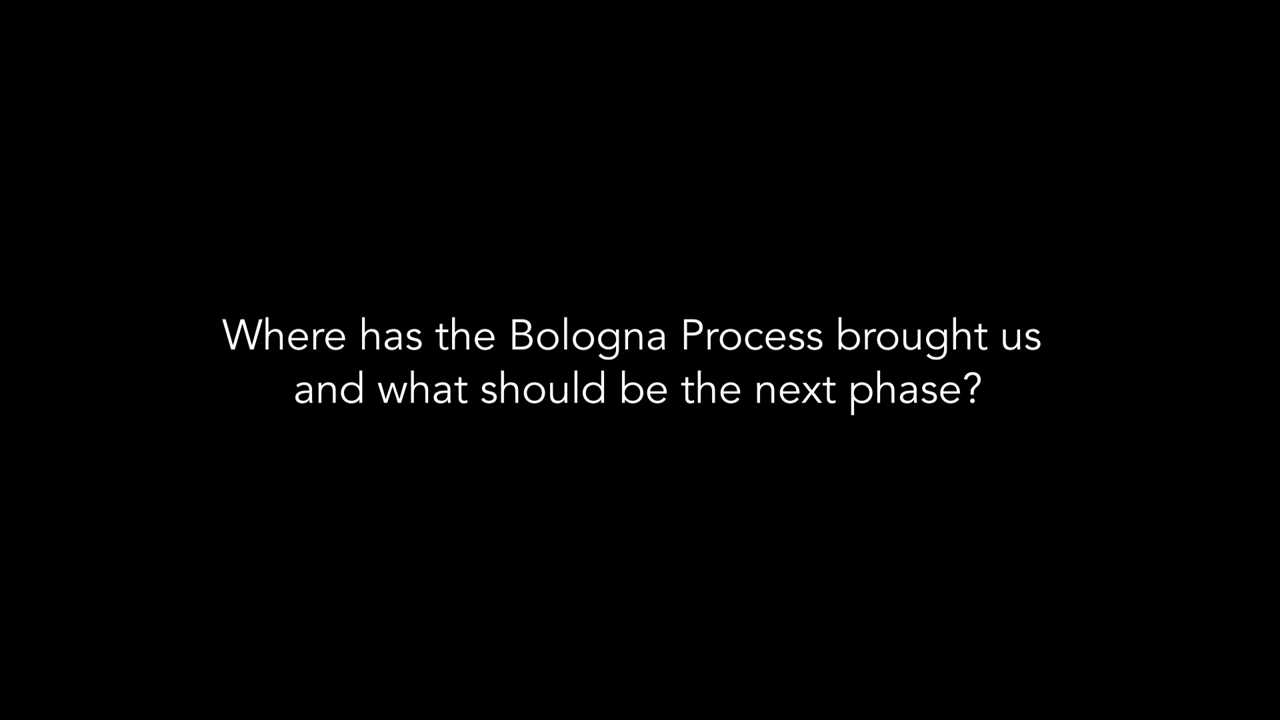 Where has the Bologna Process brought us
and what should be the next phase?